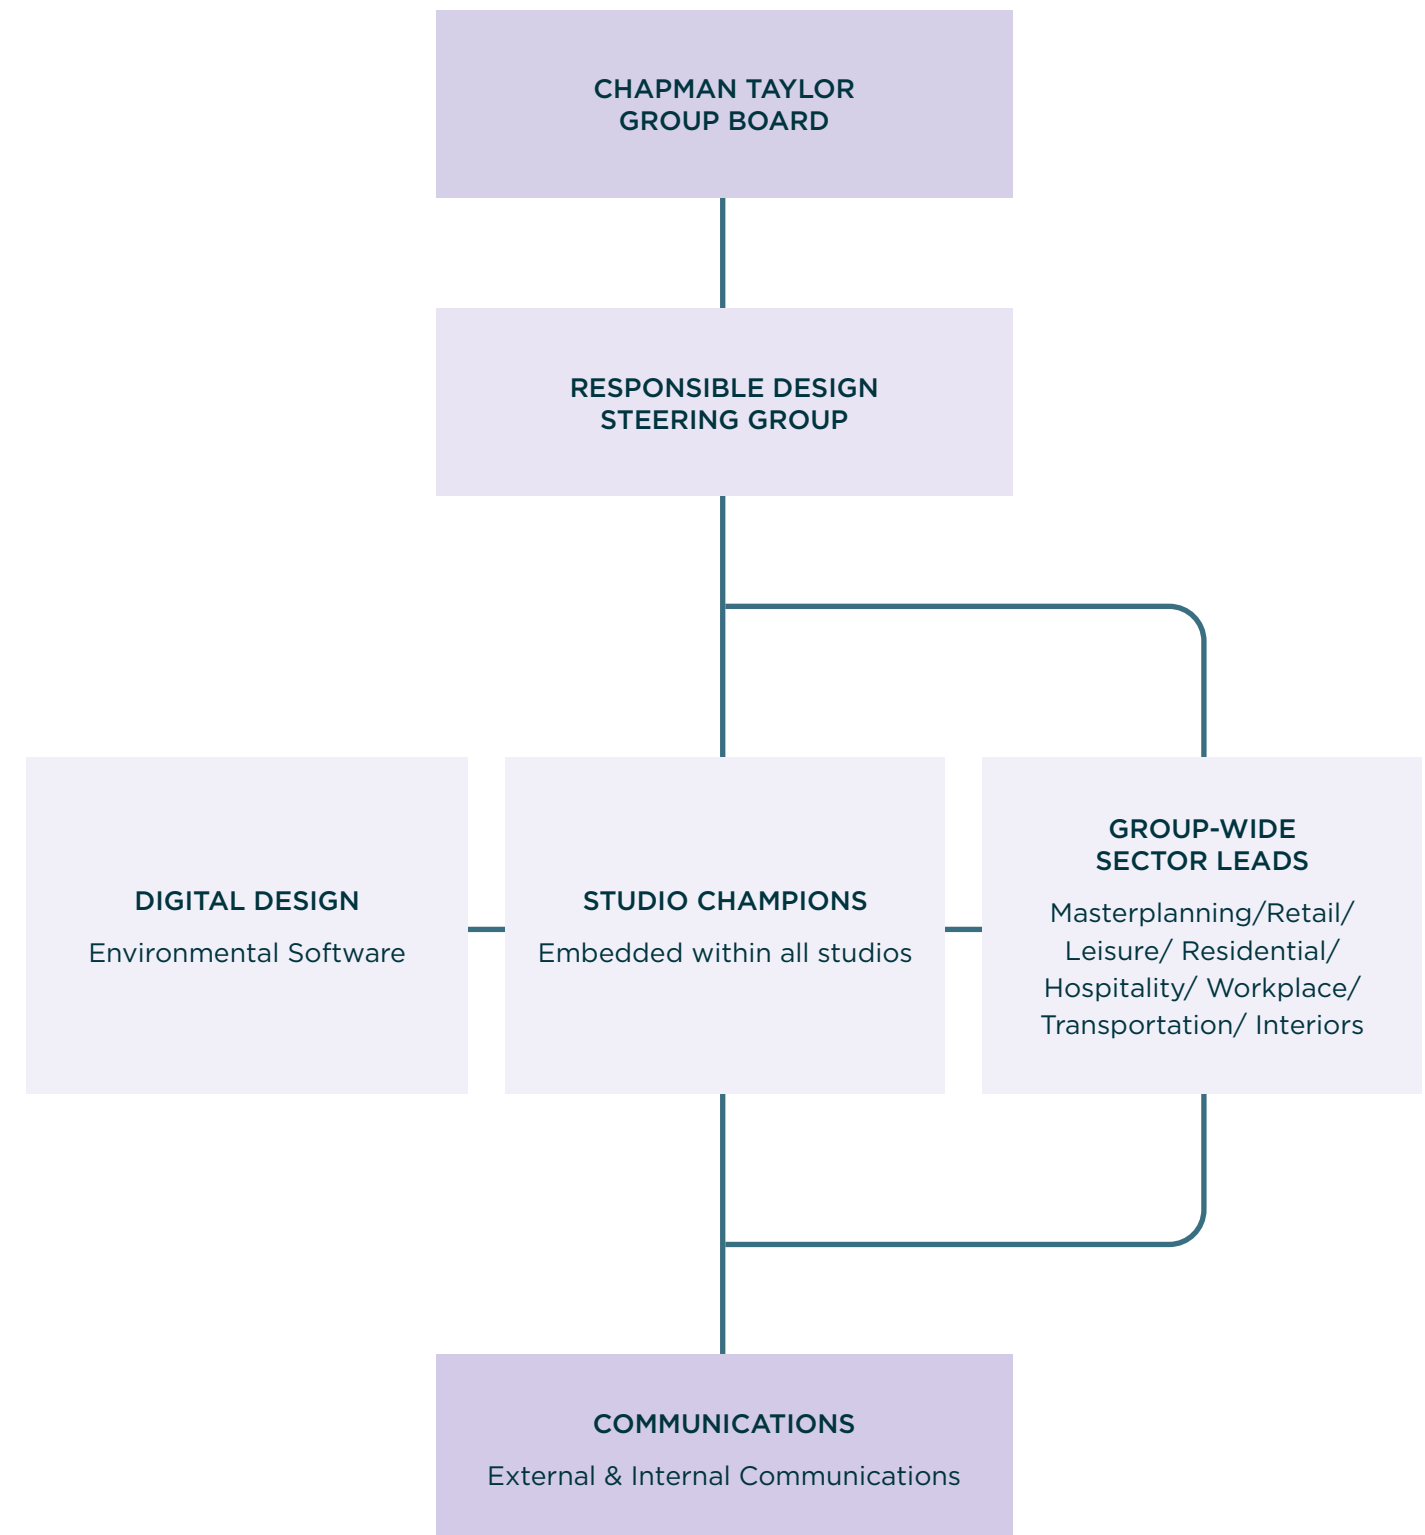 CHAPMAN TAYLOR
GROUP BOARD
RESPONSIBLE DESIGN
STEERING GROUP
DIGITAL DESIGN
Environmental Software
STUDIO CHAMPIONS
Embedded within all studios
GROUP-WIDE
SECTOR LEADS
Masterplanning/Retail/
Leisure/ Residential/
Hospitality/ Workplace/
Transportation/ Interiors
COMMUNICATIONS
External & Internal Communications